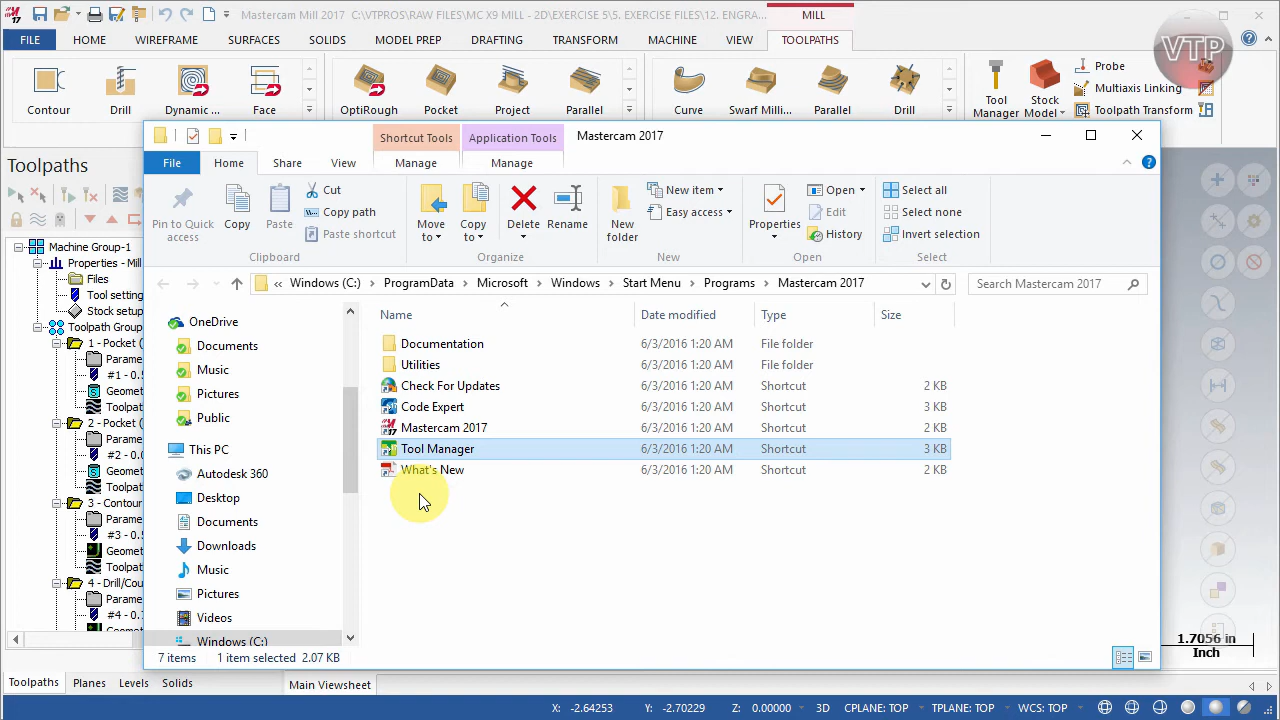 Mastercam Mill 2017 - C:\VTPROS\RAW FILES\MC X9 MILL - 2D\EXERCISE 5\5. EXERCISE FILES\12. ENGRA...
MILL
FILE HOME WIREFRAME SURFACES SOLIDS MODEL PREP DRAFTING TRANSFORM MACHINE VIEW TOOLPATHS
VTP
Contour Drill Dynamic ... Face OptiRough Pocket Project Parallel Curve Swarf Milli... Parallel Drill
Tool Manager
Stock Model
Probe
Multiaxis Linking
Toolpath Transform
Toolpaths
Machine Group-1
Properties - Mill
Files
Tool setting
Stock setup
Toolpath Group
1 - Pocket (
Parame
#1 - 0.
Geomet
Toolpat
2 - Pocket (
Parame
#2 - 0.
Geomet
Toolpat
3 - Contour
Parame
#3 - 0.5
Geomet
Toolpat
4 - Drill/Cou
Parame
#4 - 0.
Shortcut Tools Application Tools Mastercam 2017
File Home Share View Manage Manage
Pin to Quick access
Copy
Paste
Cut
Copy path
Paste shortcut
Clipboard
Move to
Copy to
Delete
Rename
Organize
New folder
New item
Easy access
New
Properties
Open
Edit
History
Open
Select all
Select none
Invert selection
Select
« Windows (C:) > ProgramData > Microsoft > Windows > Start Menu > Programs > Mastercam 2017
Search Mastercam 2017
OneDrive
Documents
Music
Pictures
Public
This PC
Autodesk 360
Desktop
Documents
Downloads
Music
Pictures
Videos
Windows (C:)
Name Date modified Type Size
Documentation 6/3/2016 1:20 AM File folder
Utilities 6/3/2016 1:20 AM File folder
Check For Updates 6/3/2016 1:20 AM Shortcut 2 KB
Code Expert 6/3/2016 1:20 AM Shortcut 3 KB
Mastercam 2017 6/3/2016 1:20 AM Shortcut 2 KB
Tool Manager 6/3/2016 1:20 AM Shortcut 3 KB
What's New 6/3/2016 1:20 AM Shortcut 2 KB
7 items 1 item selected 2.07 KB
1.7056 in
Inch
Toolpaths Planes Levels Solids Main Viewsheet
X: -2.64253 Y: -2.70229 Z: 0.00000 3D CPLANE: TOP TPLANE: TOP WCS: TOP